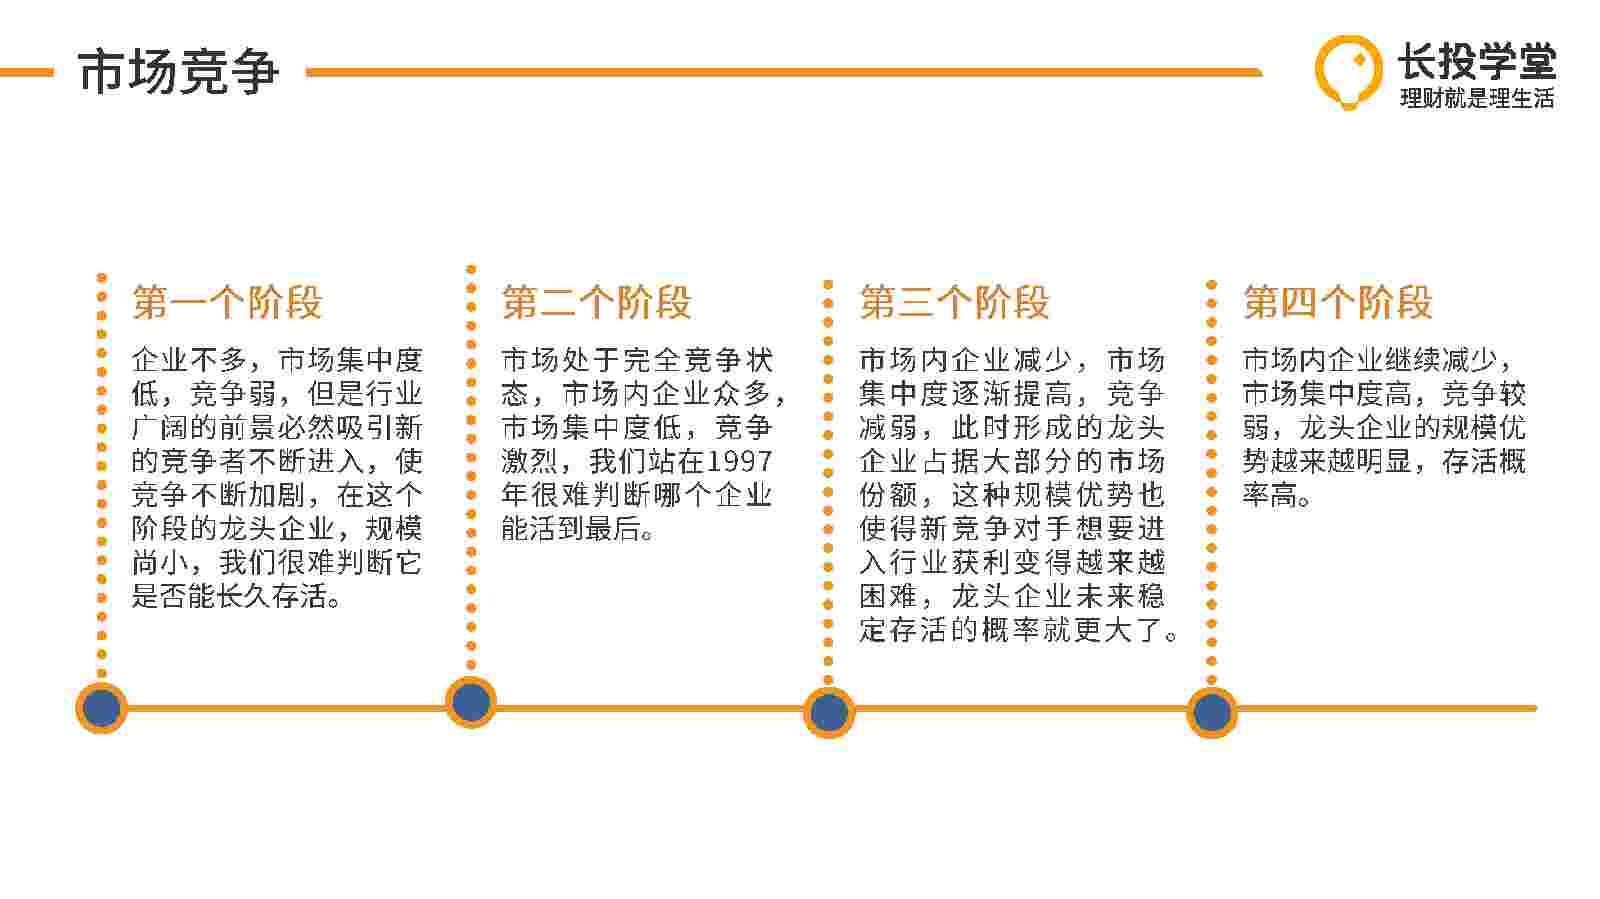 市场竞争
长投学堂
理财就是理生活
第一个阶段
企业不多，市场集中度
低，竞争弱，但是行业
广阔的前景必然吸引新
的竞争者不断进入，使
竞争不断加剧，在这个
阶段的龙头企业，规模
尚小，我们很难判断它
是否能长久存活。
第二个阶段
市场处于完全竞争状
态，市场内企业众多，
市场集中度低，竞争
激烈，我们站在1997
年很难判断哪个企业
能活到最后。
第三个阶段
市场内企业减少，市场
集中度逐渐提高，竞争
减弱，此时形成的龙头
企业占据大部分的市场
份额，这种规模优势也
使得新竞争对手想要进
入行业获利变得越来越
困难，龙头企业未来稳
定存活的概率就更大了。
第四个阶段
市场内企业继续减少，
市场集中度高，竞争较
弱，龙头企业的规模优
势越来越明显，存活概
率高。